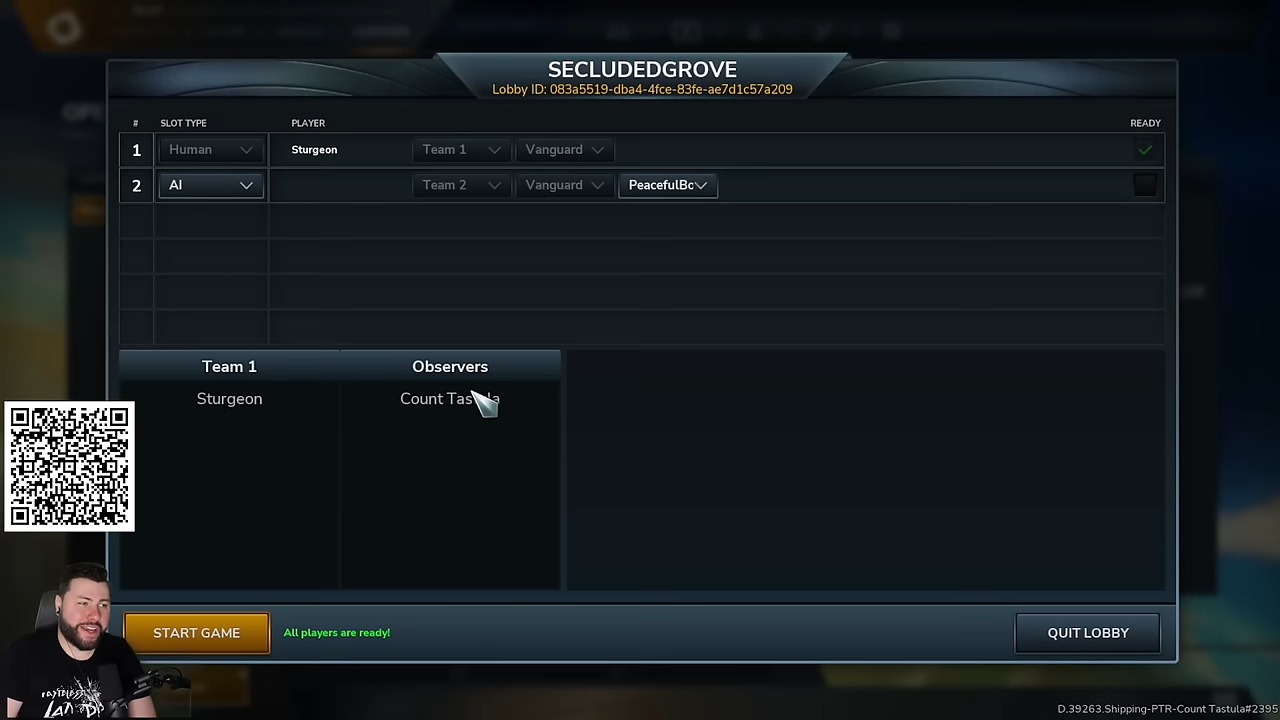 SECLUDEDGROVE
Lobby ID: 083a5519-dba4-4fce-83fe-ae7d1c57a209
# SLOT TYPE PLAYER READY
1 Human Sturgeon Team 1 Vanguard
2 AI Team 2 Vanguard PeacefulBo
Team 1 Observers
Sturgeon Count
START GAME All players are ready! QUIT LOBBY
D.39263.Shipping-PTR-Count Tastula#2395